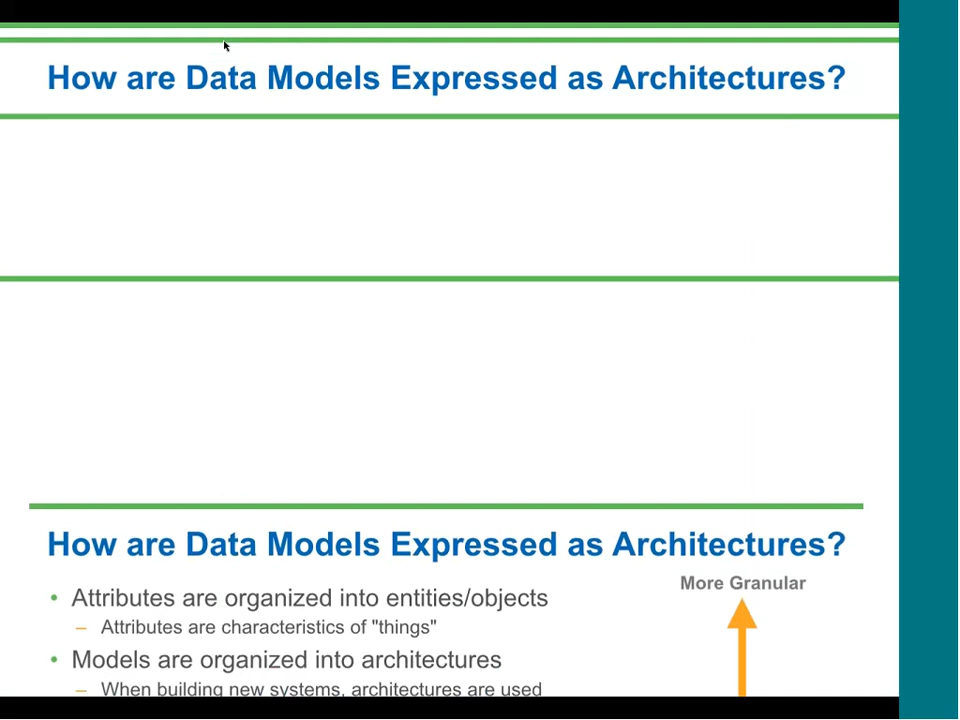 How are Data Models Expressed as Architectures?
How are Data Models Expressed as Architectures?
More Granular
• Attributes are organized into entities/objects
– Attributes are characteristics of "things"
• Models are organized into architectures
– When building new systems, architectures are used